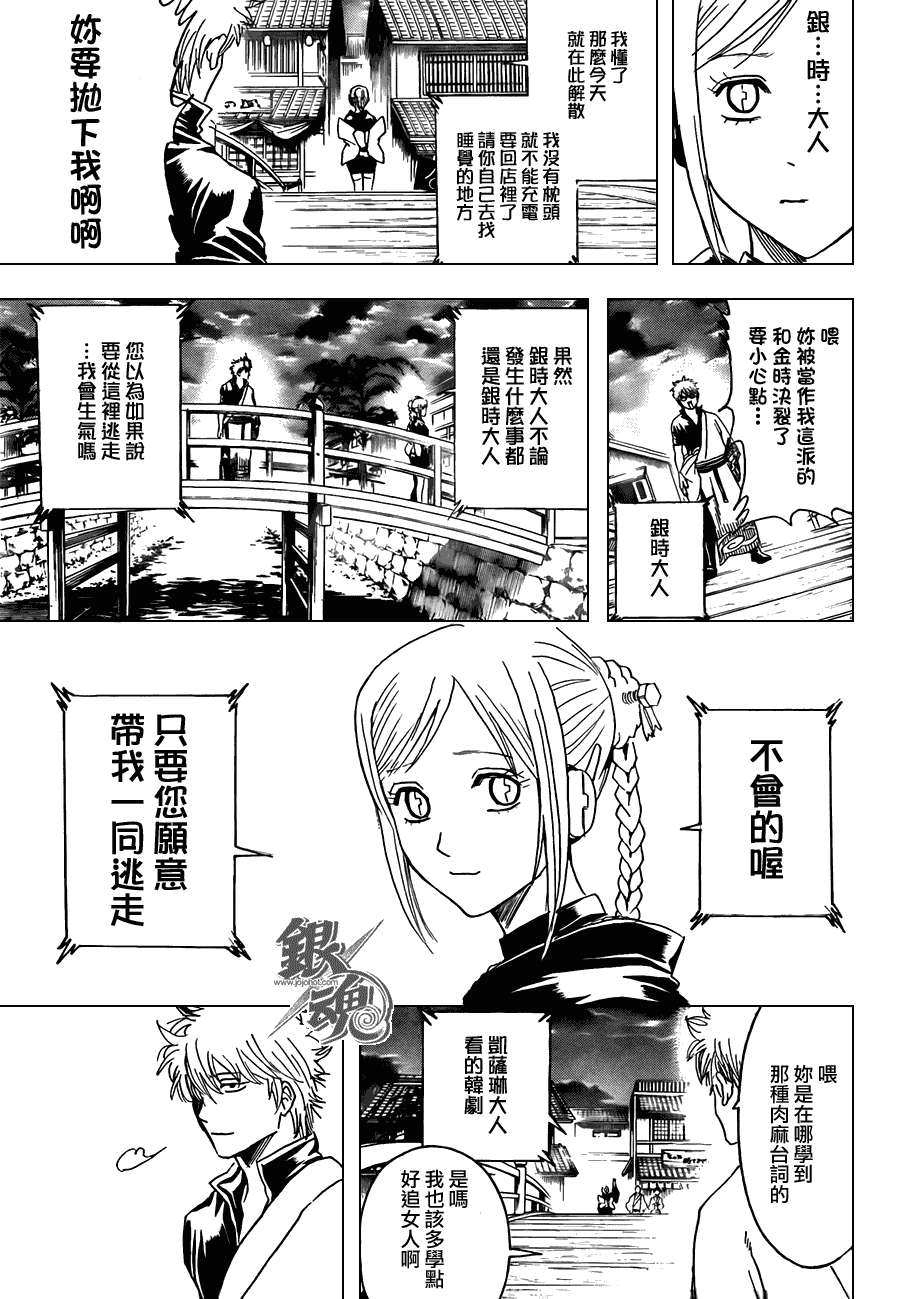 銀…時…大人
我懂了
那麼今天
就在此解散
我沒有枕頭
就不能充電
要回店裡了
請你自己去找
睡覺的地方
妳要拋下我啊啊
喂
妳被當作我這派的
和金時決裂了
要小心點…
銀時大人
果然
銀時大人不論
發生什麼事都
還是銀時大人
您以為如果說
要從這裡逃走
…我會生氣嗎
不會的喔
只要您願意
帶我一同逃走
銀魂
www.jojohot.com
喂
妳是在哪學到
那種肉麻台詞的
凱薩琳大人
看的韓劇
是嗎
我也該多學點
好追女人啊